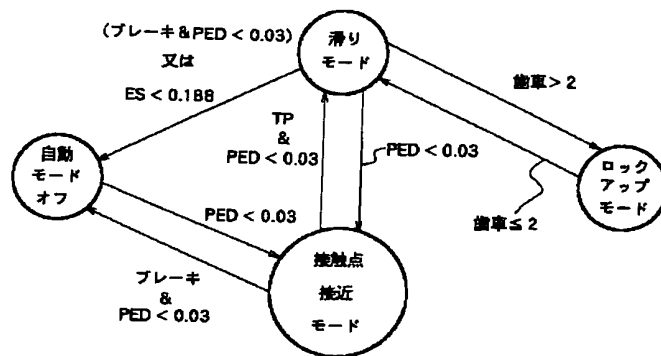 (ブレーキ&PED < 0.03)
又は
ES < 0.188
滑り
モード
歯車 > 2
TP
&
PED < 0.03
PED < 0.03
自動
モード
オフ
ロック
アップ
モード
PED < 0.03
歯車 ≤ 2
接触点
接近
モード
ブレーキ
&
PED < 0.03